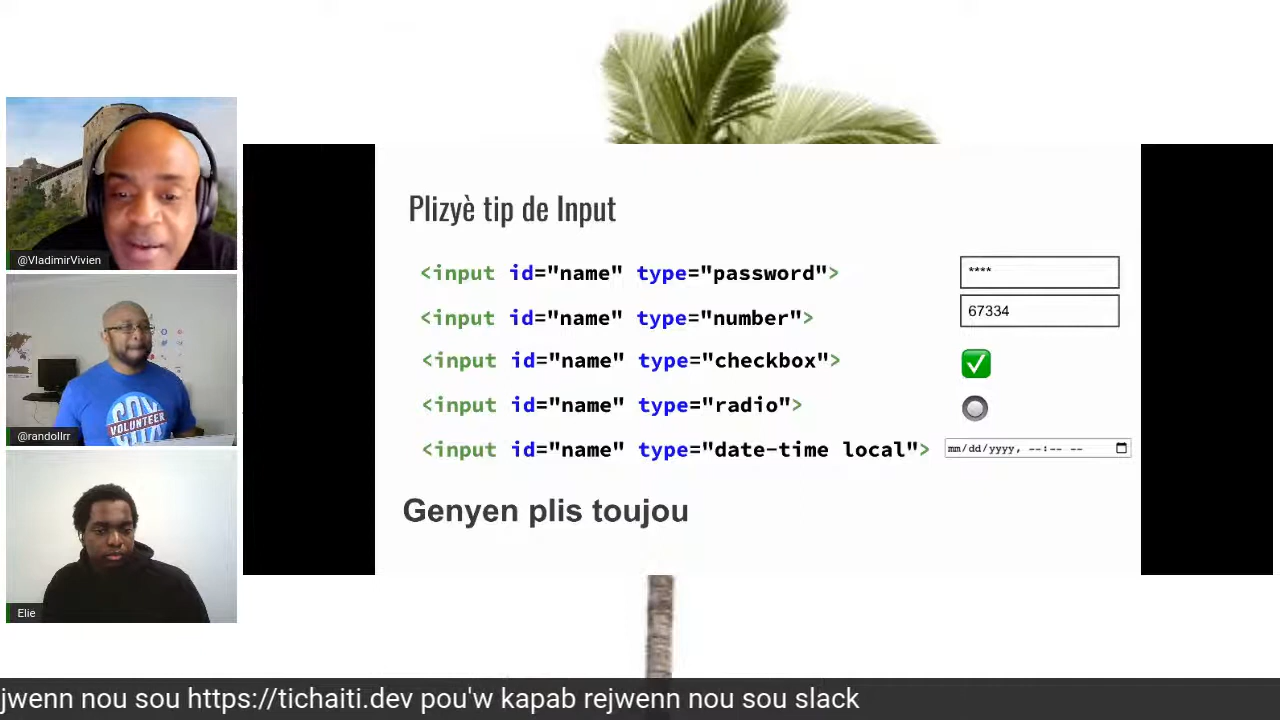 @VladimirVivien
@randollrr
VOLUNTEER
Elie
Plizyè tip de Input
<input id="name" type="password">
****
<input id="name" type="number">
67334
<input id="name" type="checkbox">
<input id="name" type="radio">
<input id="name" type="date-time local">
mm/dd/yyyy, --:-- --
Genyen plis toujou
jwenn nou sou https://tichaiti.dev pou'w kapab rejwenn nou sou slack